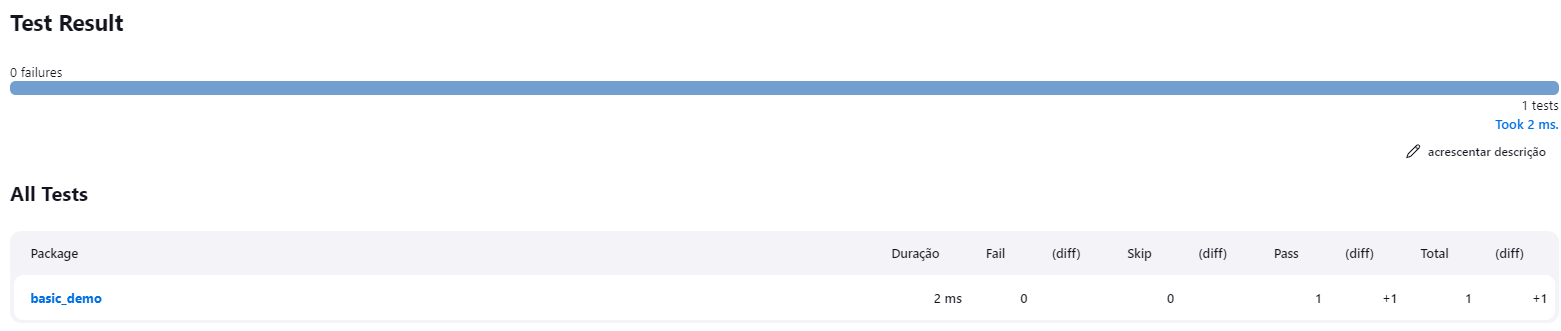 Test Result
0 failures
1 tests
Took 2 ms.
acrescentar descrição
All Tests
Package Duração Fail (diff) Skip (diff) Pass (diff) Total (diff)
basic_demo 2 ms 0 0 1 +1 1 +1